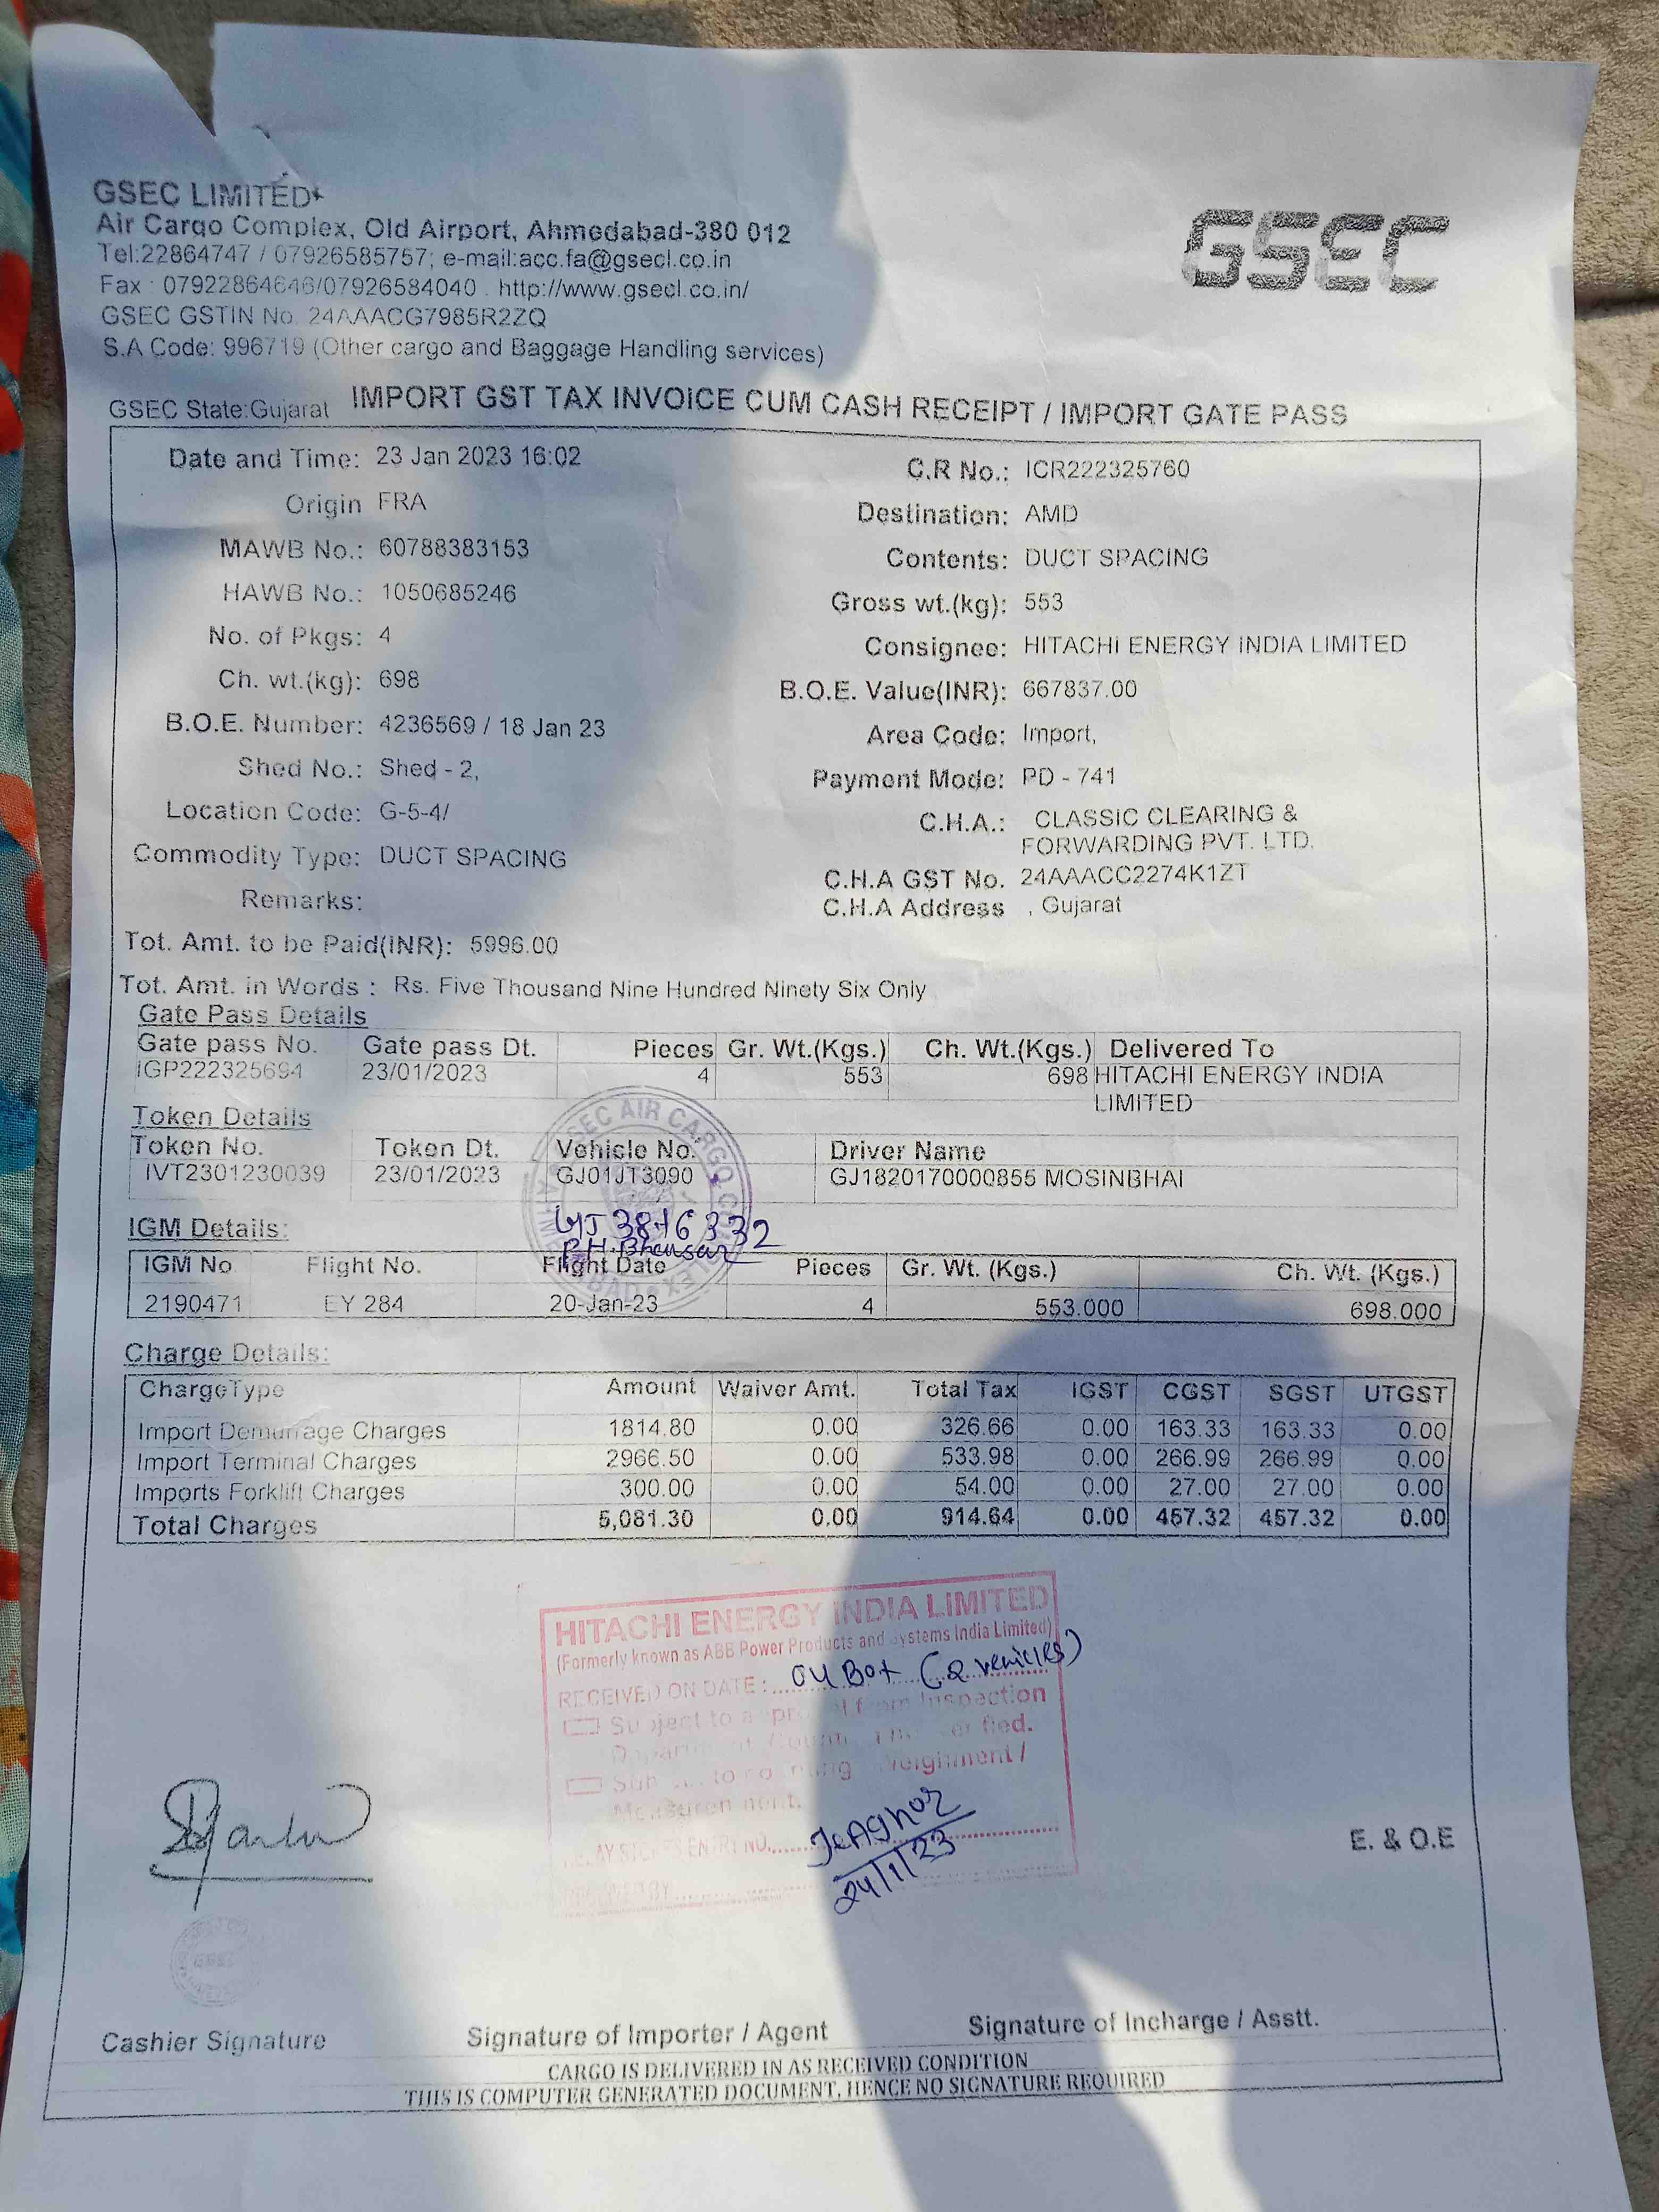 GSEC LIMITED
Air Cargo Complex, Old Airport, Ahmedabad-380 012
Tel:22864747 / 07926585757; e-mail:acc.fa@gsecl.co.in
Fax : 07922864646/07926584040 . http://www.gsecl.co.in/
GSEC GSTIN No. 24AAACG7985R2ZQ
S.A Code: 996719 (Other cargo and Baggage Handling services)
GSEC
GSEC State:Gujarat IMPORT GST TAX INVOICE CUM CASH RECEIPT / IMPORT GATE PASS
Date and Time: 23 Jan 2023 16:02 C.R No.: ICR222325760
Origin FRA Destination: AMD
MAWB No.: 60788383153 Contents: DUCT SPACING
HAWB No.: 1050685246 Gross wt.(kg): 553
No. of Pkgs: 4 Consignee: HITACHI ENERGY INDIA LIMITED
Ch. wt.(kg): 698 B.O.E. Value(INR): 667837.00
B.O.E. Number: 4236569 / 18 Jan 23 Area Code: Import,
Shed No.: Shed - 2, Payment Mode: PD - 741
Location Code: G-5-4/ C.H.A.: CLASSIC CLEARING &
FORWARDING PVT. LTD.
Commodity Type: DUCT SPACING C.H.A GST No. 24AAACC2274K1ZT
Remarks: C.H.A Address , Gujarat
Tot. Amt. to be Paid(INR): 5996.00
Tot. Amt. in Words : Rs. Five Thousand Nine Hundred Ninety Six Only
Gate Pass Details
Gate pass No. Gate pass Dt. Pieces Gr. Wt.(Kgs.) Ch. Wt.(Kgs.) Delivered To
IGP222325694 23/01/2023 4 553 698 HITACHI ENERGY INDIA
LIMITED
Token Details
Token No. Token Dt. Vehicle No. Driver Name
IVT2301230039 23/01/2023 GJ01JT3090 GJ1820170000855 MOSINBHAI
GSEC AIR CARGO
P.H.Bhavsar
IGM Details:
IGM No Flight No. Flight Date Pieces Gr. Wt. (Kgs.) Ch. Wt. (Kgs.)
2190471 EY 284 20-Jan-23 4 553.000 698.000
Charge Details:
ChargeType Amount Waiver Amt. Total Tax IGST CGST SGST UTGST
Import Demurrage Charges 1814.80 0.00 326.66 0.00 163.33 163.33 0.00
Import Terminal Charges 2966.50 0.00 533.98 0.00 266.99 266.99 0.00
Imports Forklift Charges 300.00 0.00 54.00 0.00 27.00 27.00 0.00
Total Charges 5,081.30 0.00 914.64 0.00 457.32 457.32 0.00
HITACHI ENERGY INDIA LIMITED
(Formerly known as ABB Power Products and Systems India Limited)
RECEIVED ON DATE : 04 Box (2 vehicles)
Subject to from Inspection
Weighment /
Measurement.
ENTRY NO.
24/1/23
E. & O.E
Cashier Signature Signature of Importer / Agent Signature of Incharge / Asstt.
CARGO IS DELIVERED IN AS RECEIVED CONDITION
THIS IS COMPUTER GENERATED DOCUMENT, HENCE NO SIGNATURE REQUIRED